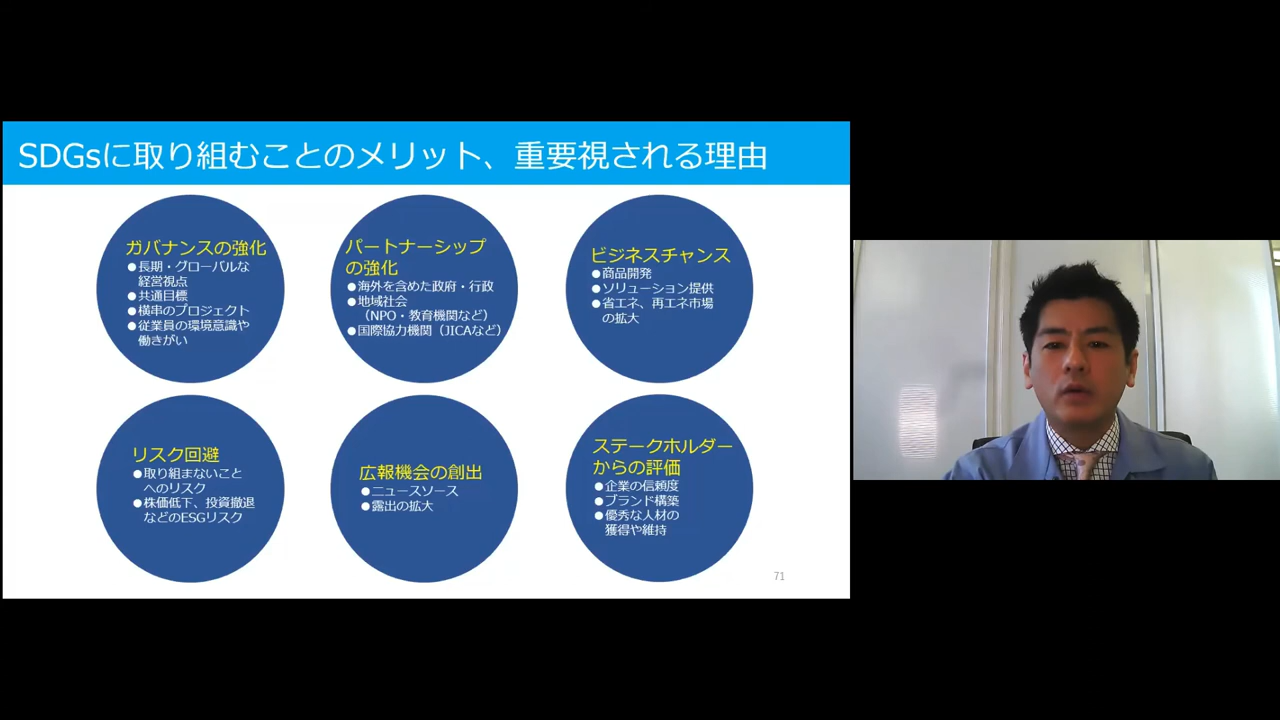 SDGsに取り組むことのメリット、重要視される理由
ガバナンスの強化
●長期・グローバルな
経営視点
●共通目標
●横串のプロジェクト
●従業員の環境意識や
働きがい
パートナーシップ
の強化
●海外を含めた政府・行政
●地域社会
（NPO・教育機関など）
●国際協力機関（JICAなど）
ビジネスチャンス
●商品開発
●ソリューション提供
●省エネ、再エネ市場
の拡大
リスク回避
●取り組まないこと
へのリスク
●株価低下、投資撤退
などのESGリスク
広報機会の創出
●ニュースソース
●露出の拡大
ステークホルダー
からの評価
●企業の信頼度
●ブランド構築
●優秀な人材の
獲得や維持
71